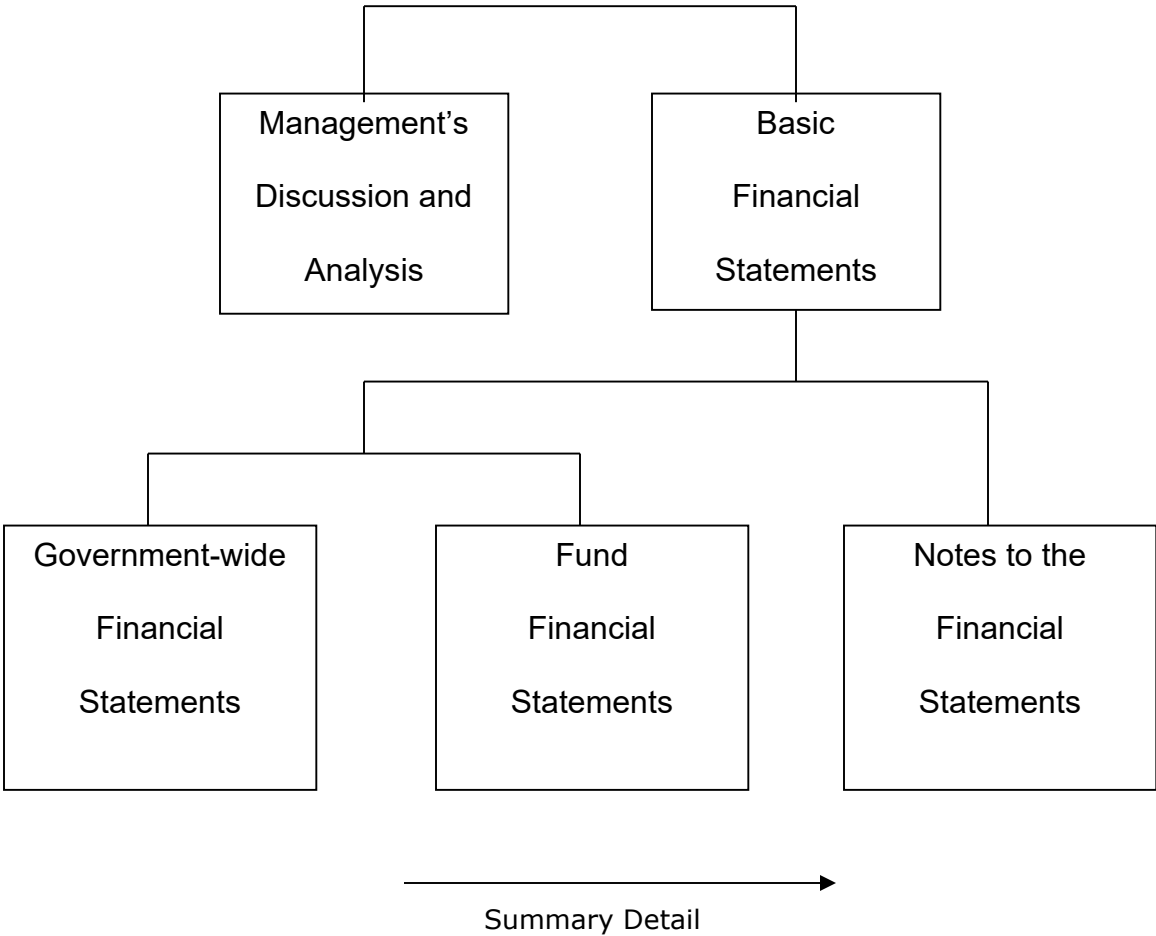 Management’s
Discussion and
Analysis
Basic
Financial
Statements
Government-wide
Financial
Statements
Fund
Financial
Statements
Notes to the
Financial
Statements
Summary Detail